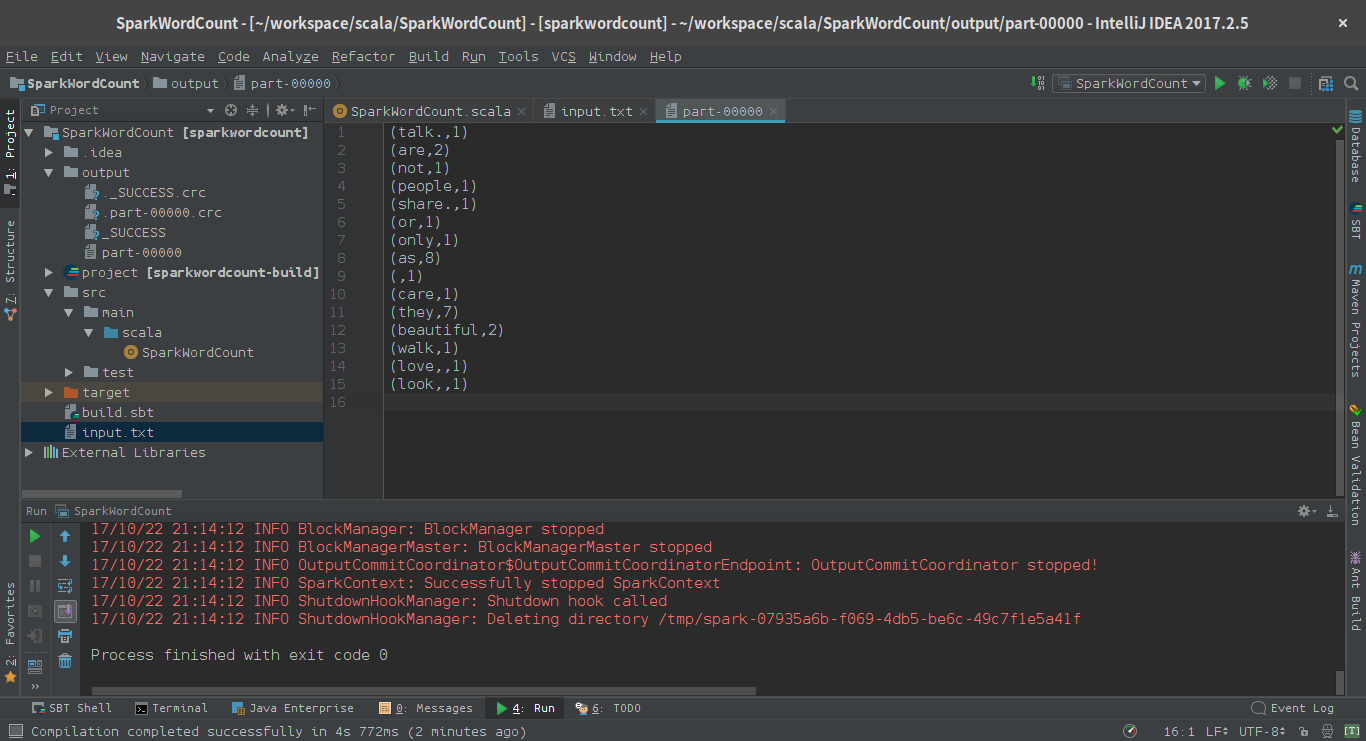 SparkWordCount - [~/workspace/scala/SparkWordCount] - [sparkwordcount] - ~/workspace/scala/SparkWordCount/output/part-00000 - IntelliJ IDEA 2017.2.5
File Edit View Navigate Code Analyze Refactor Build Run Tools VCS Window Help
SparkWordCount output part-00000 SparkWordCount
Project
SparkWordCount.scala input.txt part-00000
SparkWordCount [sparkwordcount]
.idea
output
._SUCCESS.crc
.part-00000.crc
_SUCCESS
part-00000
project [sparkwordcount-build]
src
main
scala
SparkWordCount
test
target
build.sbt
input.txt
External Libraries
1 (talk.,1)
2 (are,2)
3 (not,1)
4 (people,1)
5 (share.,1)
6 (or,1)
7 (only,1)
8 (as,8)
9 (,1)
10 (care,1)
11 (they,7)
12 (beautiful,2)
13 (walk,1)
14 (love,,1)
15 (look,,1)
16
1: Project
7: Structure
2: Favorites
Database
SBT
Maven Projects
Bean Validation
Ant Build
Run SparkWordCount
17/10/22 21:14:12 INFO BlockManager: BlockManager stopped
17/10/22 21:14:12 INFO BlockManagerMaster: BlockManagerMaster stopped
17/10/22 21:14:12 INFO OutputCommitCoordinator$OutputCommitCoordinatorEndpoint: OutputCommitCoordinator stopped!
17/10/22 21:14:12 INFO SparkContext: Successfully stopped SparkContext
17/10/22 21:14:12 INFO ShutdownHookManager: Shutdown hook called
17/10/22 21:14:12 INFO ShutdownHookManager: Deleting directory /tmp/spark-07935a6b-f069-4db5-be6c-49c7f1e5a41f
Process finished with exit code 0
SBT Shell Terminal Java Enterprise 0: Messages 4: Run 6: TODO Event Log
Compilation completed successfully in 4s 772ms (2 minutes ago) 16:1 LF UTF-8 [T]